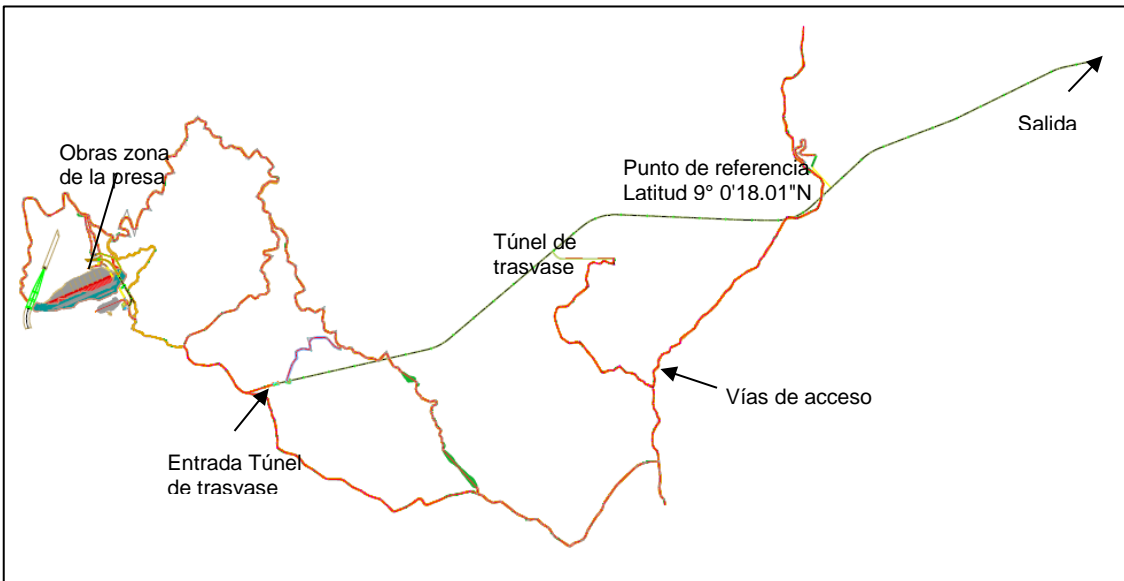 Obras zona
de la presa
Salida
Punto de referencia
Latitud 9° 0'18.01"N
Túnel de
trasvase
Vías de acceso
Entrada Túnel
de trasvase